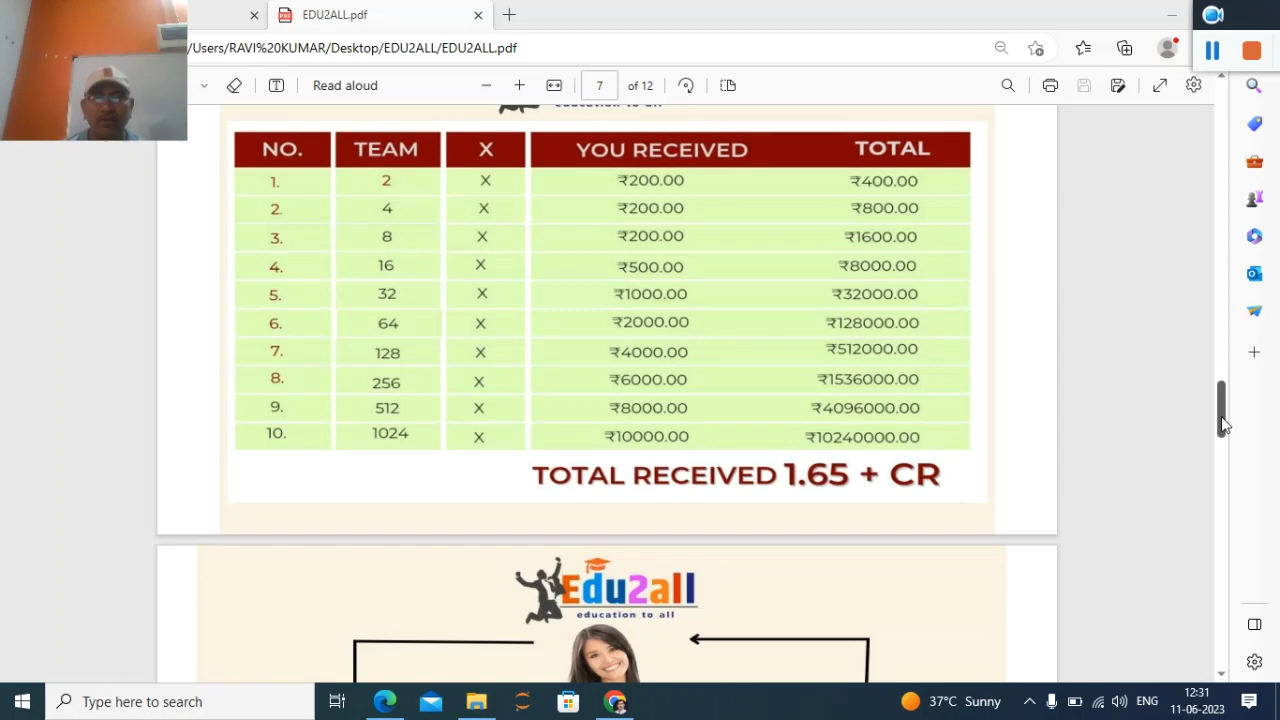 EDU2ALL.pdf
/Users/RAVI%20KUMAR/Desktop/EDU2ALL/EDU2ALL.pdf
Read aloud 7 of 12
education to all
NO. TEAM X YOU RECEIVED TOTAL
1. 2 X ₹200.00 ₹400.00
2. 4 X ₹200.00 ₹800.00
3. 8 X ₹200.00 ₹1600.00
4. 16 X ₹500.00 ₹8000.00
5. 32 X ₹1000.00 ₹32000.00
6. 64 X ₹2000.00 ₹128000.00
7. 128 X ₹4000.00 ₹512000.00
8. 256 X ₹6000.00 ₹1536000.00
9. 512 X ₹8000.00 ₹4096000.00
10. 1024 X ₹10000.00 ₹10240000.00
TOTAL RECEIVED 1.65 + CR
Edu2all
education to all
Type here to search
37°C Sunny
ENG
12:31
11-06-2023